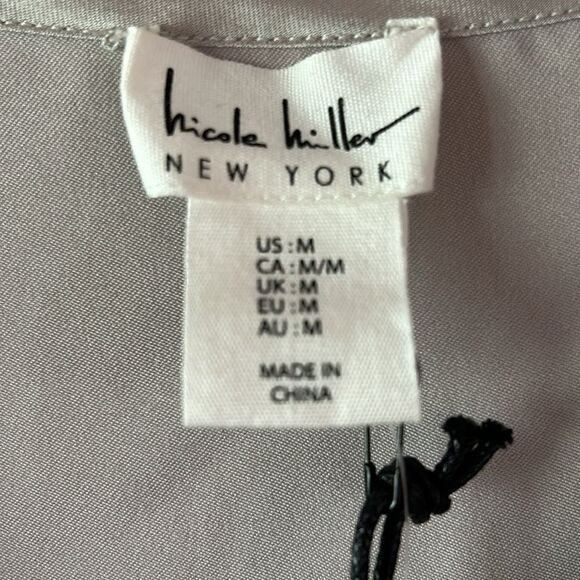 nicole miller
NEW YORK
US : M
CA : M/M
UK : M
EU : M
AU : M
MADE IN
CHINA